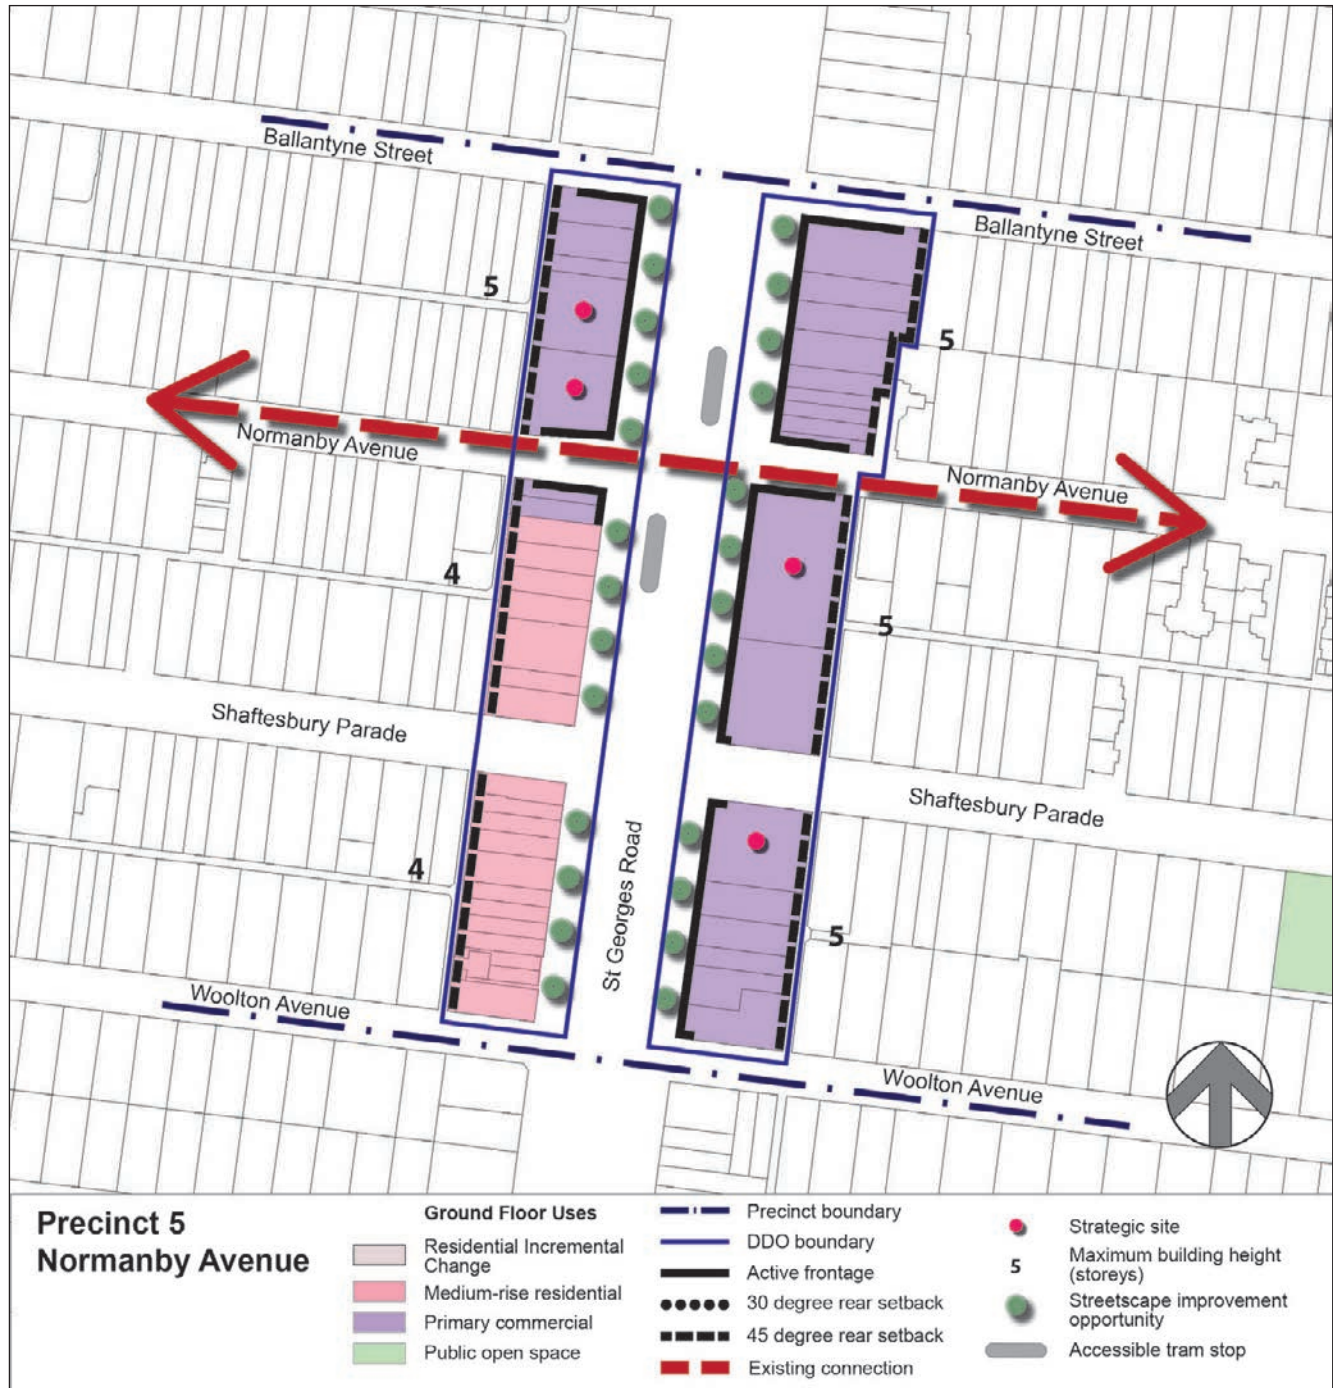 Ballantyne Street
Ballantyne Street
5
5
Normanby Avenue
Normanby Avenue
4
5
Shaftesbury Parade
Shaftesbury Parade
4
St Georges Road
5
Woolton Avenue
Woolton Avenue
Precinct 5
Normanby Avenue
Ground Floor Uses
Residential Incremental
Change
Medium-rise residential
Primary commercial
Public open space
Precinct boundary
DDO boundary
Active frontage
30 degree rear setback
45 degree rear setback
Existing connection
Strategic site
5
Maximum building height
(storeys)
Streetscape improvement
opportunity
Accessible tram stop